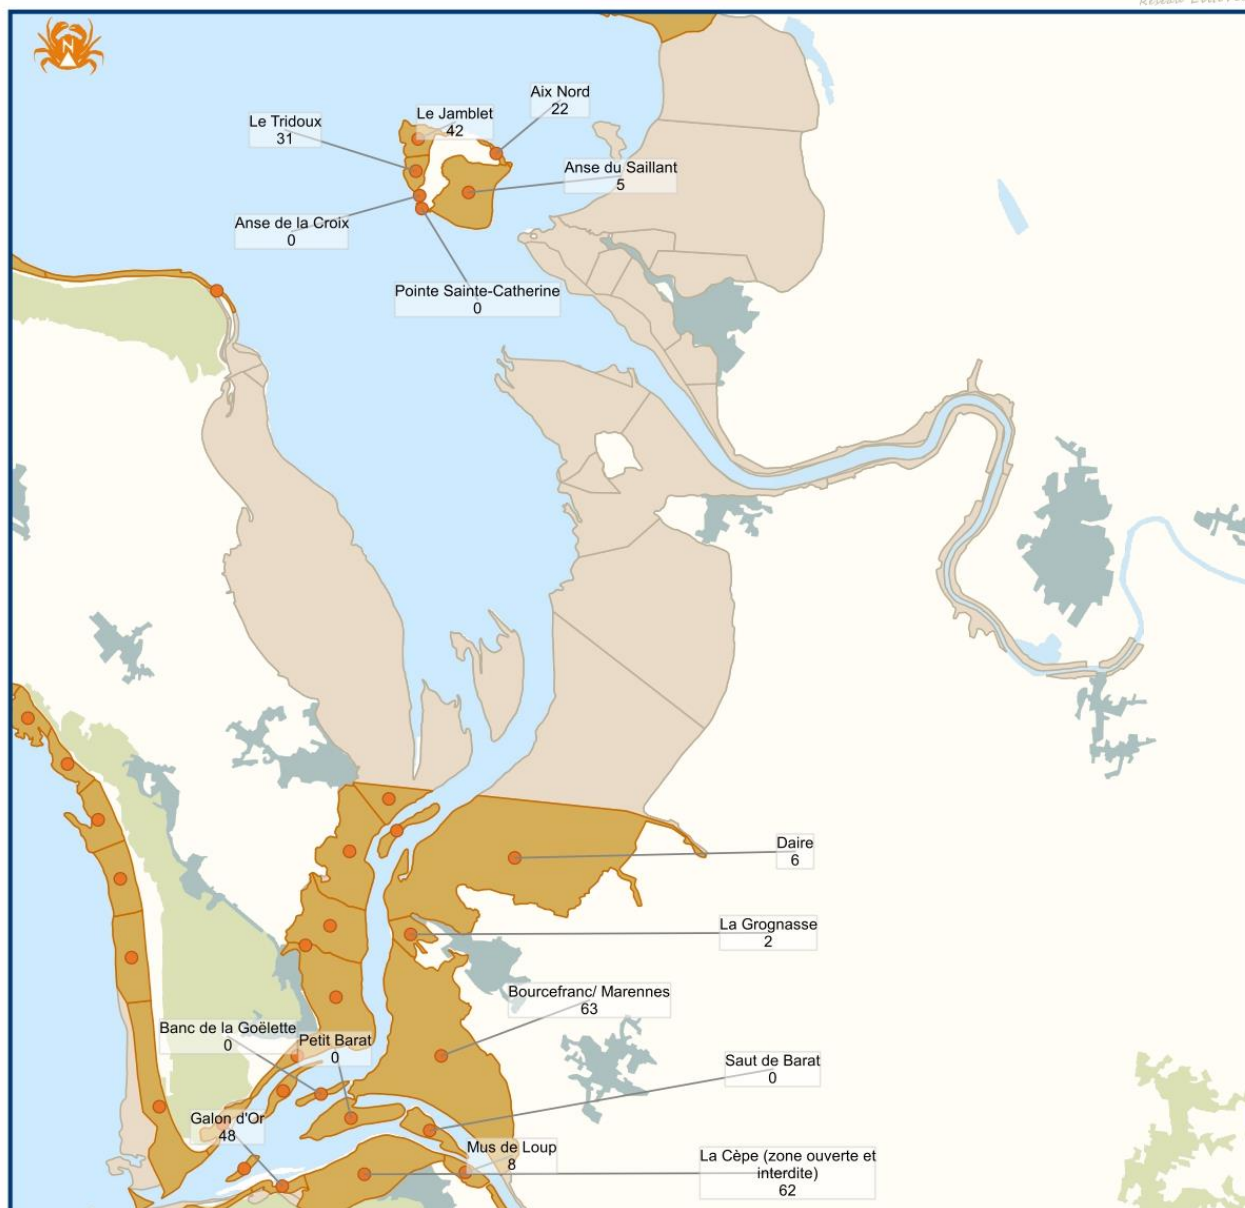 N
Aix Nord
22
Le Jamblet
42
Le Tridoux
31
Anse du Saillant
5
Anse de la Croix
0
Pointe Sainte-Catherine
0
Daire
6
La Grognasse
2
Bourcefranc/ Marennes
63
Banc de la Goëlette
0
Petit Barat
0
Saut de Barat
0
Galon d'Or
48
Mus de Loup
8
La Cèpe (zone ouverte et
interdite)
62